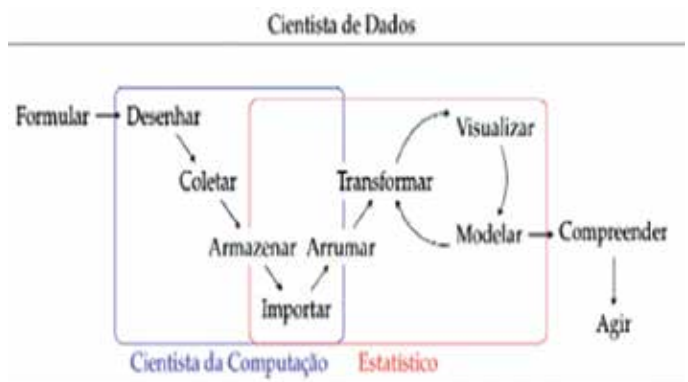 Cientista de Dados
Formular
Desenhar
Visualizar
Coletar
Transformar
Armazenar
Arrumar
Modelar
Compreender
Importar
Agir
Cientista da Computação
Estatístico